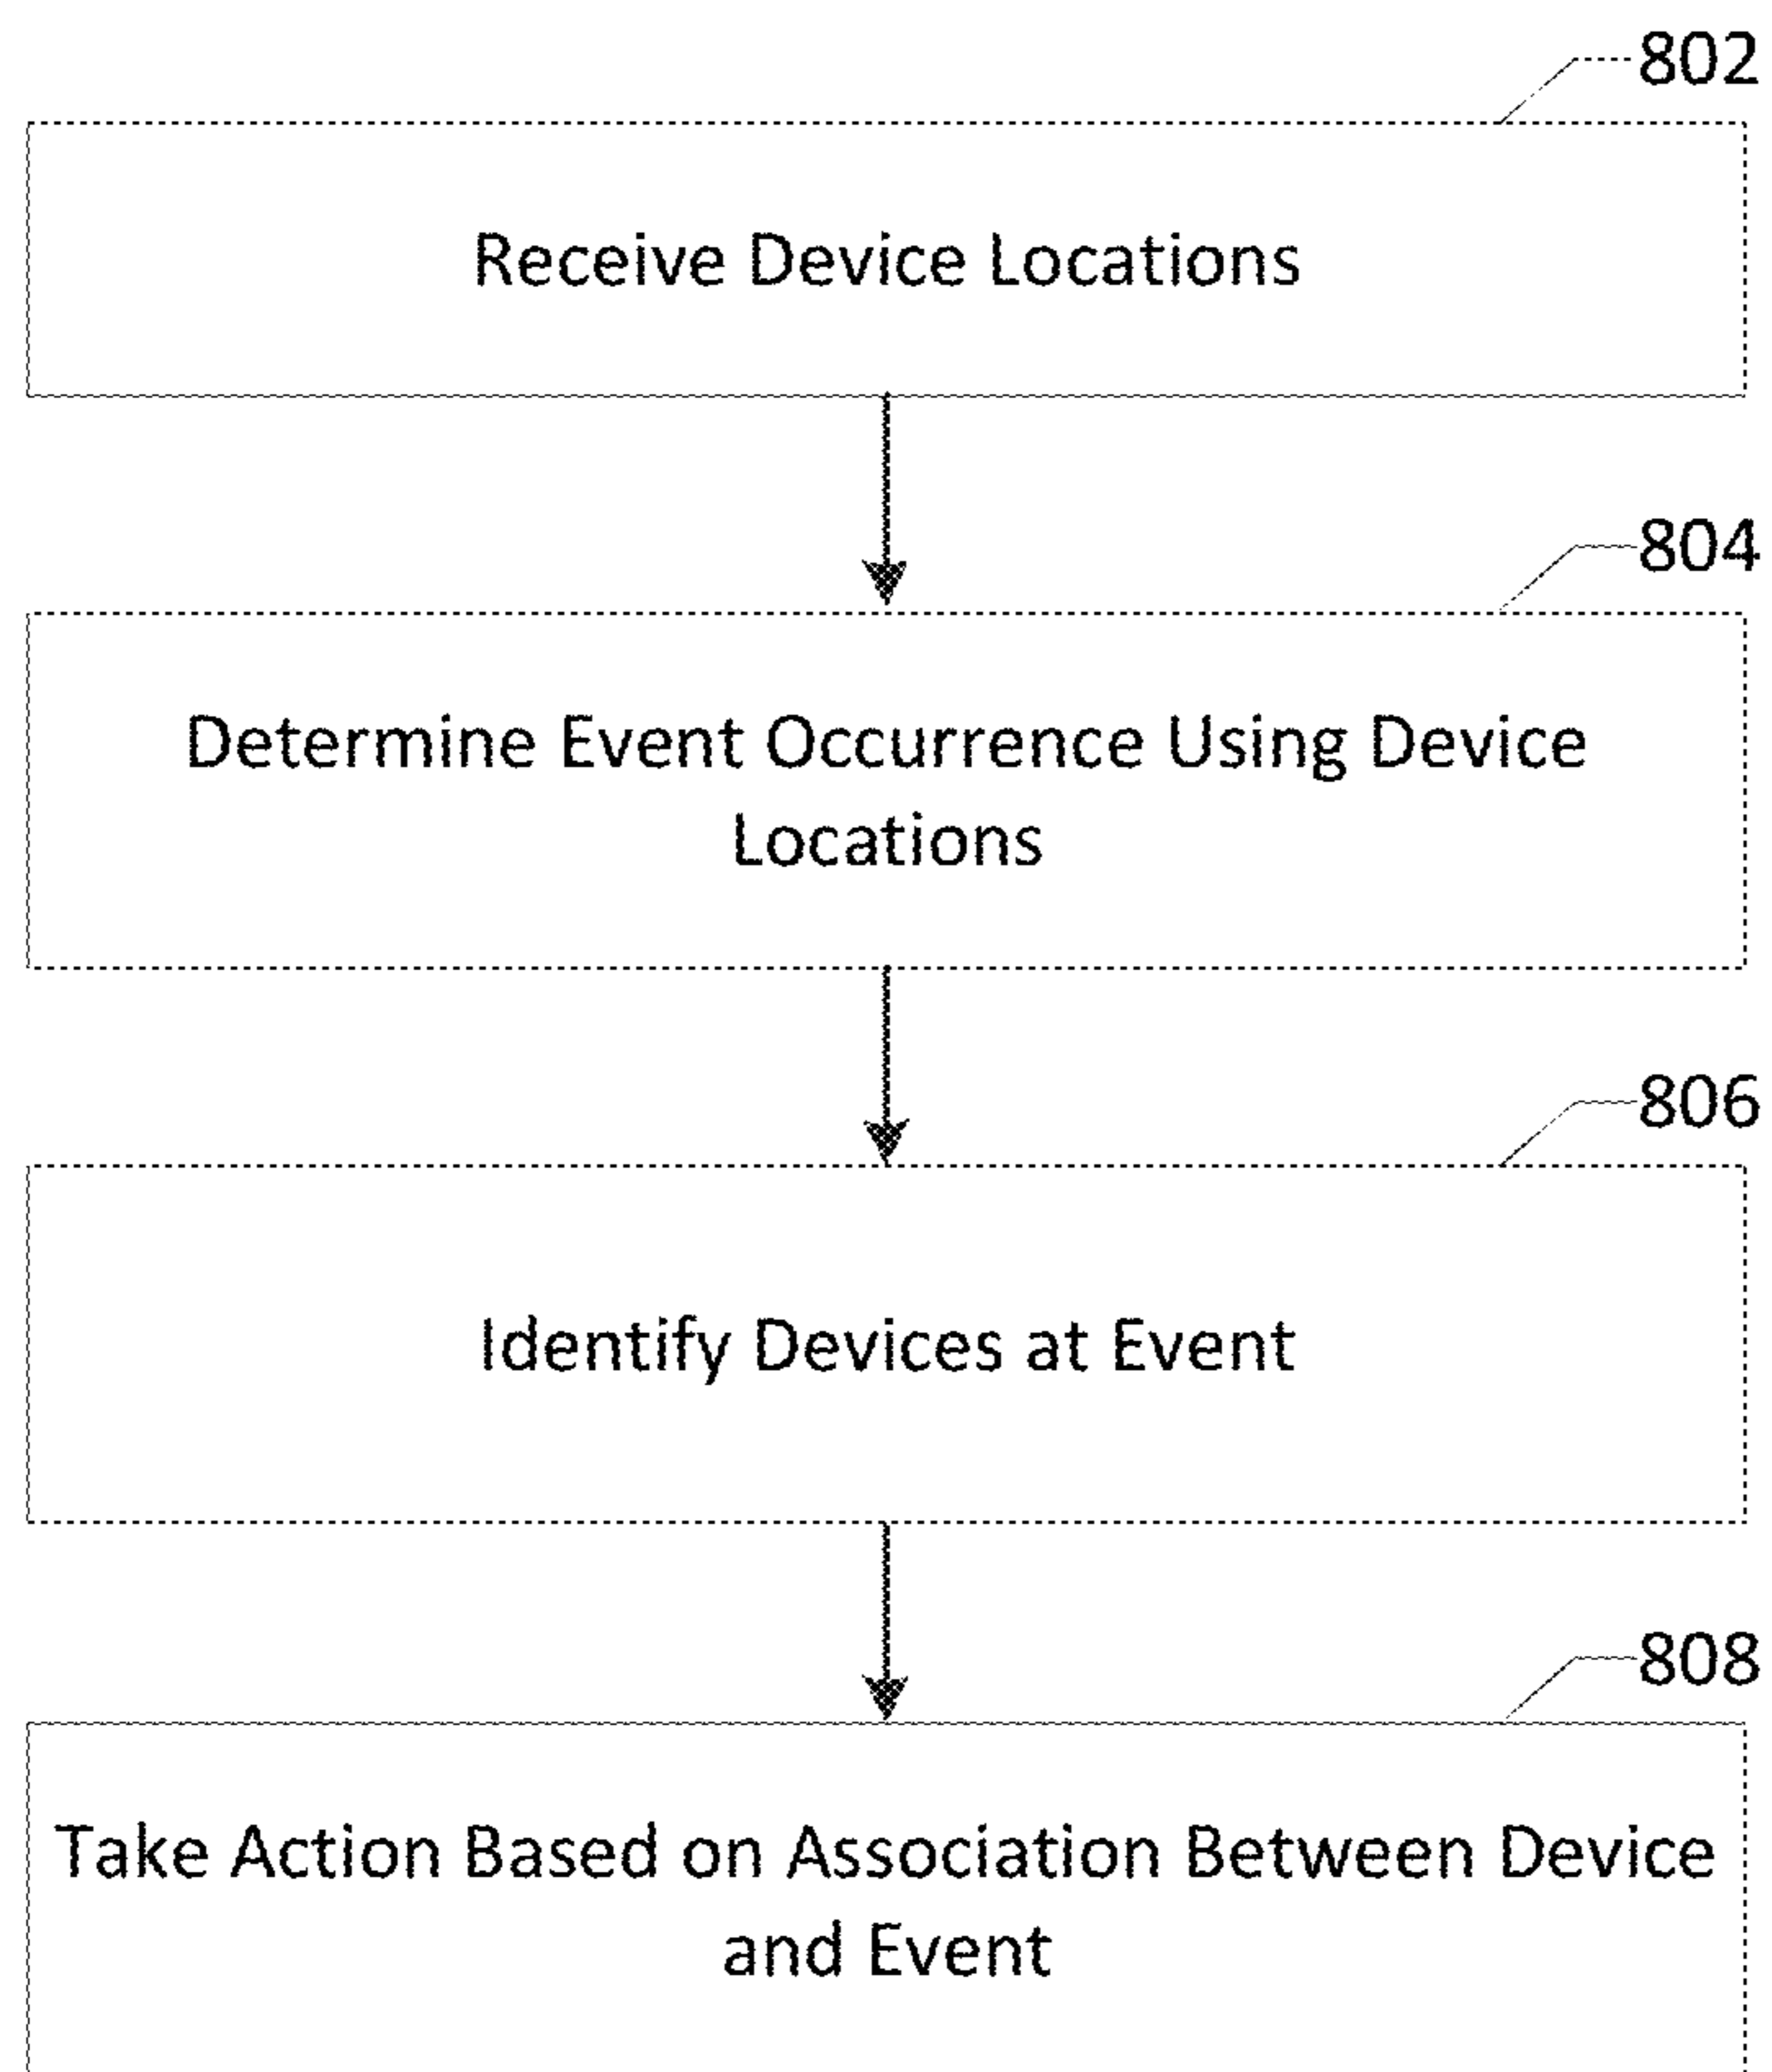 802
Receive Device Locations
804
Determine Event Occurrence Using Device
Locations
806
Identify Devices at Event
808
Take Action Based on Association Between Device
and Event